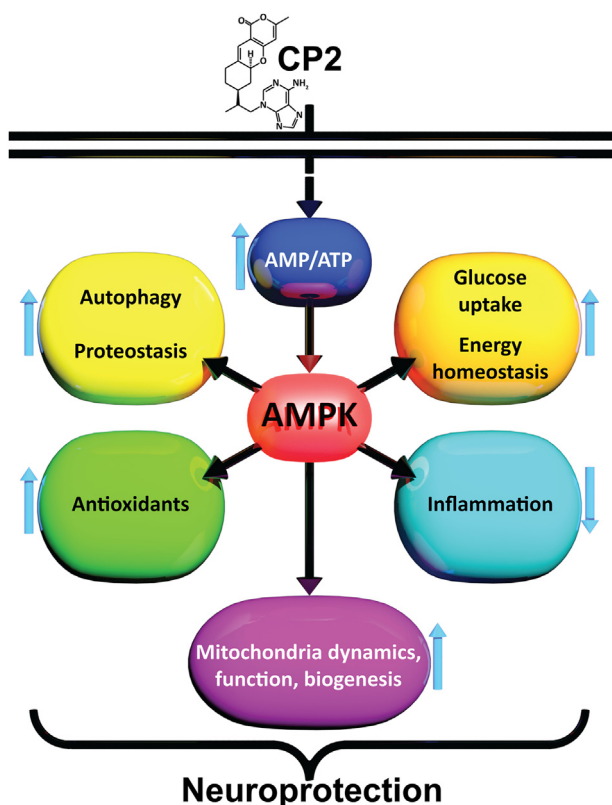 CP2
O
O
H
O
N
N
NH₂
N
N
N
AMP/ATP
Autophagy
Proteostasis
Glucose
uptake
Energy
homeostasis
AMPK
Antioxidants
Inflammation
Mitochondria dynamics,
function, biogenesis
Neuroprotection